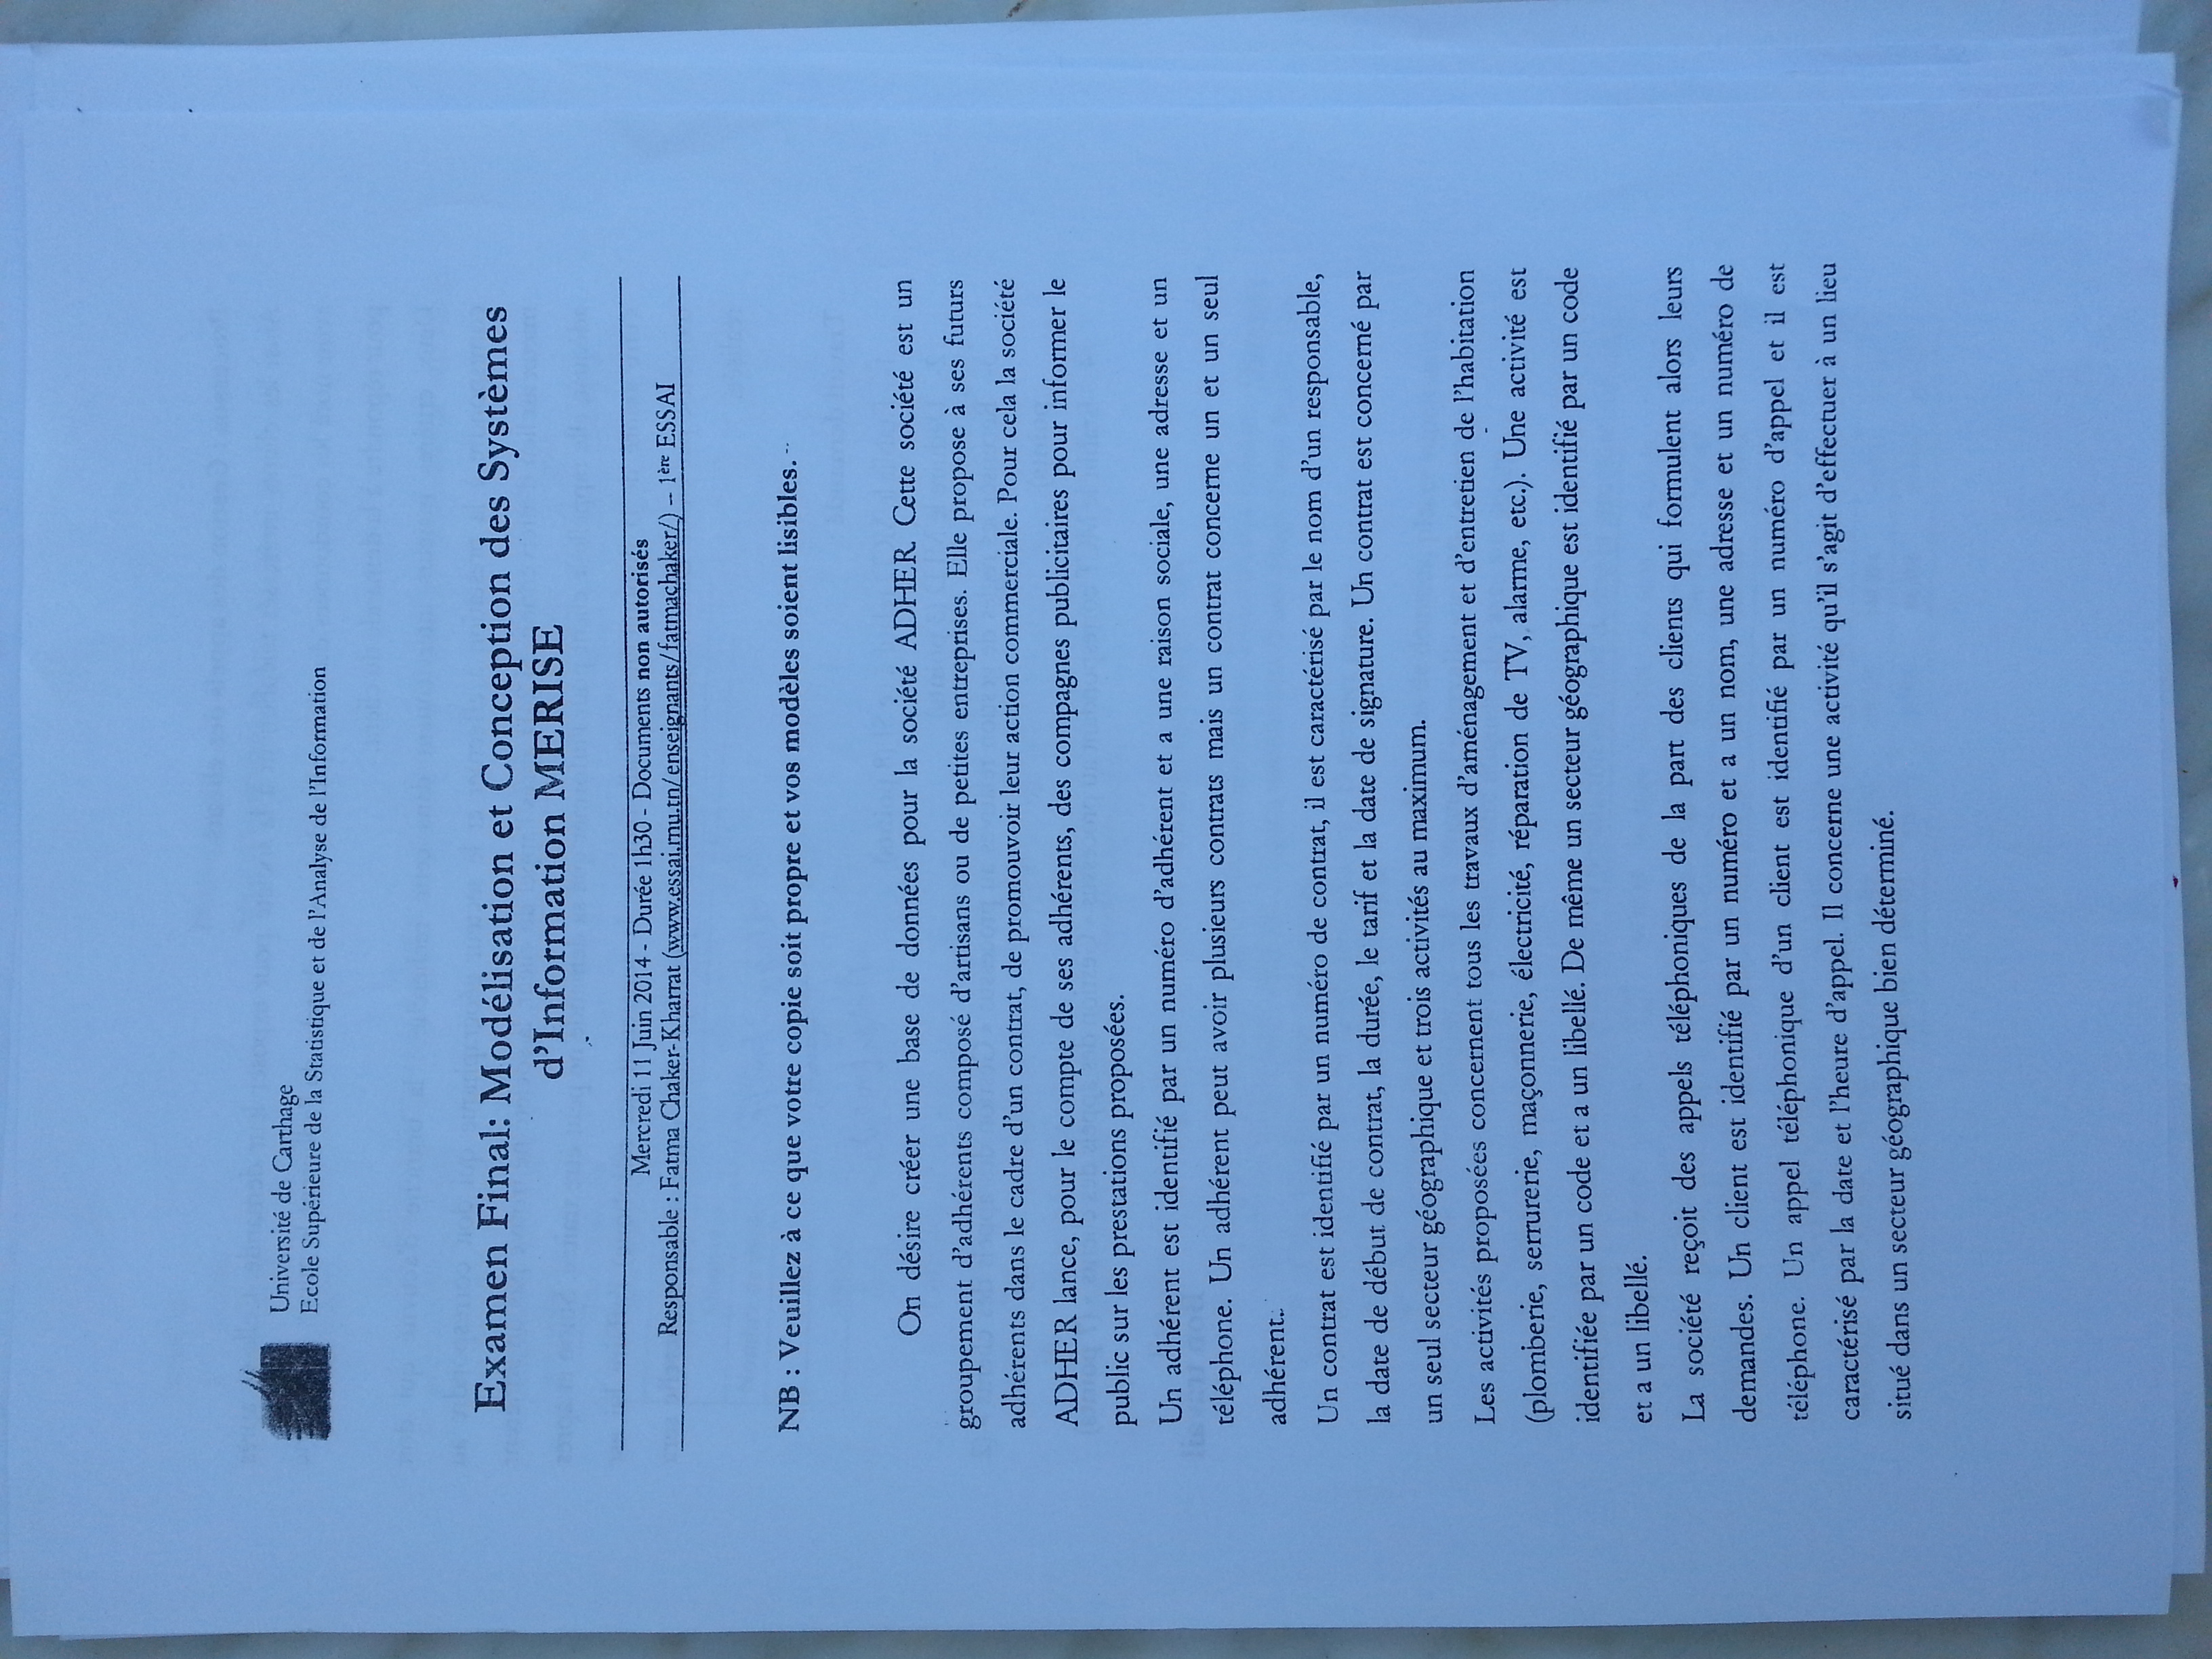 Université de Carthage
Ecole Supérieure de la Statistique et de l'Analyse de l'Information
Examen Final: Modélisation et Conception des Systèmes
d'Information MERISE
Mercredi 11 Juin 2014 - Durée 1h30 - Documents non autorisés
Responsable : Fatma Chaker-Kharrat (www.essai.rnu.tn/enseignants/fatmachaker/) – 1ère ESSAI
NB : Veuillez à ce que votre copie soit propre et vos modèles soient lisibles.
On désire créer une base de données pour la société ADHER. Cette société est un
groupement d'adhérents composé d'artisans ou de petites entreprises. Elle propose à ses futurs
adhérents dans le cadre d'un contrat, de promouvoir leur action commerciale. Pour cela la société
ADHER lance, pour le compte de ses adhérents, des compagnes publicitaires pour informer le
public sur les prestations proposées.
Un adhérent est identifié par un numéro d'adhérent et a une raison sociale, une adresse et un
téléphone. Un adhérent peut avoir plusieurs contrats mais un contrat concerne un et un seul
adhérent.
Un contrat est identifié par un numéro de contrat, il est caractérisé par le nom d'un responsable,
la date de début de contrat, la durée, le tarif et la date de signature. Un contrat est concerné par
un seul secteur géographique et trois activités au maximum.
Les activités proposées concernent tous les travaux d'aménagement et d'entretien de l'habitation
(plomberie, serrurerie, maçonnerie, électricité, réparation de TV, alarme, etc.). Une activité est
identifiée par un code et a un libellé. De même un secteur géographique est identifié par un code
et a un libellé.
La société reçoit des appels téléphoniques de la part des clients qui formulent alors leurs
demandes. Un client est identifié par un numéro et a un nom, une adresse et un numéro de
téléphone. Un appel téléphonique d'un client est identifié par un numéro d'appel et il est
caractérisé par la date et l'heure d'appel. Il concerne une activité qu'il s'agit d'effectuer à un lieu
situé dans un secteur géographique bien déterminé.